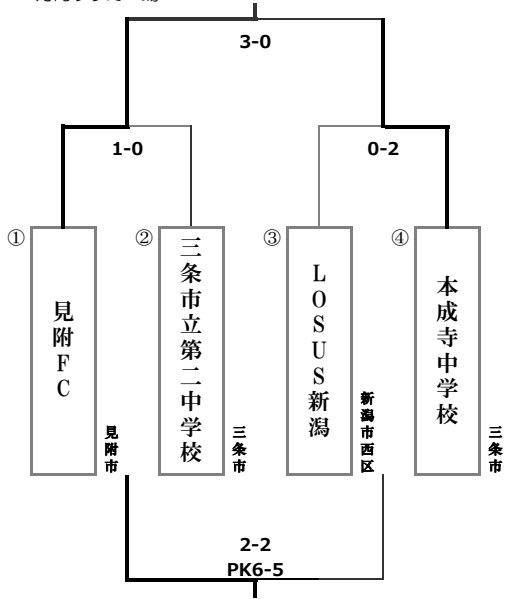 3-0
1-0
0-2
①
見附FC
見附市
②
三条市立第二中学校
三条市
③
LOSUS新潟
新潟市西区
④
本成寺中学校
三条市
2-2
PK6-5